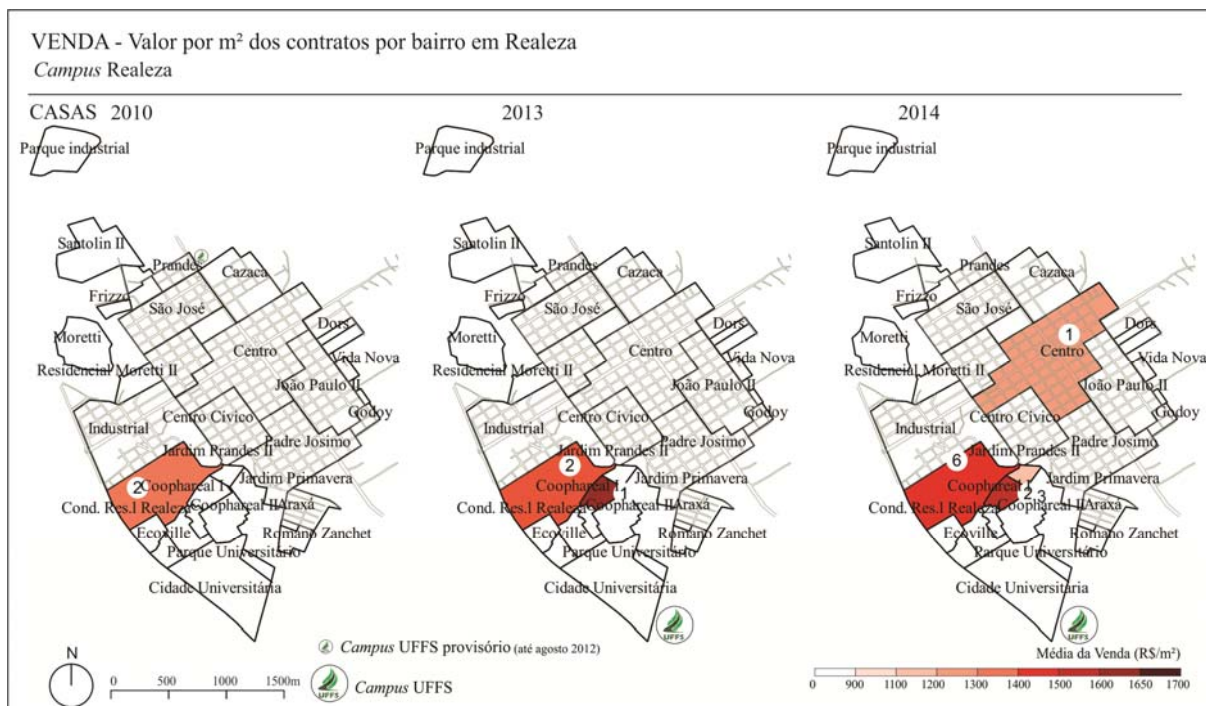 VENDA - Valor por m² dos contratos por bairro em Realeza
Campus Realeza
CASAS 2010
2013
2014
Parque industrial
Santolin II
Prandes
Cazaca
Frizzo
São José
Dors
Moretti
Centro
Vida Nova
Residencial Moretti II
João Paulo II
Godoy
Centro Cívico
Industrial
Padre Josimo
Jardim Prandes II
2
Jardim Primavera
Coophareal I
Cond. Res.l Realeza
Coophareal II
Araxá
Ecoville
Romano Zanchet
Parque Universitário
Cidade Universitária
Parque industrial
Santolin II
Prandes
Cazaca
Frizzo
São José
Dors
Moretti
Centro
Vida Nova
Residencial Moretti II
João Paulo II
Godoy
Centro Cívico
Industrial
Padre Josimo
Jardim Prandes II
2
Jardim Primavera
Coophareal I
1
Cond. Res.l Realeza
Coophareal II
Araxá
Ecoville
Romano Zanchet
Parque Universitário
Cidade Universitária
UFFS
Parque industrial
Santolin II
Prandes
Cazaca
Frizzo
São José
Dors
1
Moretti
Centro
Vida Nova
Residencial Moretti II
João Paulo II
Godoy
Centro Cívico
Industrial
Padre Josimo
Jardim Prandes II
6
Jardim Primavera
Coophareal I
2
3
Cond. Res.l Realeza
Coophareal II
Araxá
Ecoville
Romano Zanchet
Parque Universitário
Cidade Universitária
UFFS
N
0 500 1000 1500m
Campus UFFS provisório (até agosto 2012)
UFFS
Campus UFFS
Média da Venda (R$/m²)
0 900 1100 1200 1300 1400 1500 1600 1650 1700